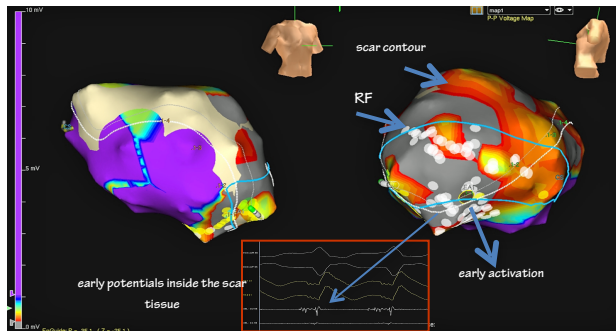 10 mV
map1
P-P Voltage Map
scar contour
RF
5 mV
early potentials inside the scar
tissue
early activation
0 mV